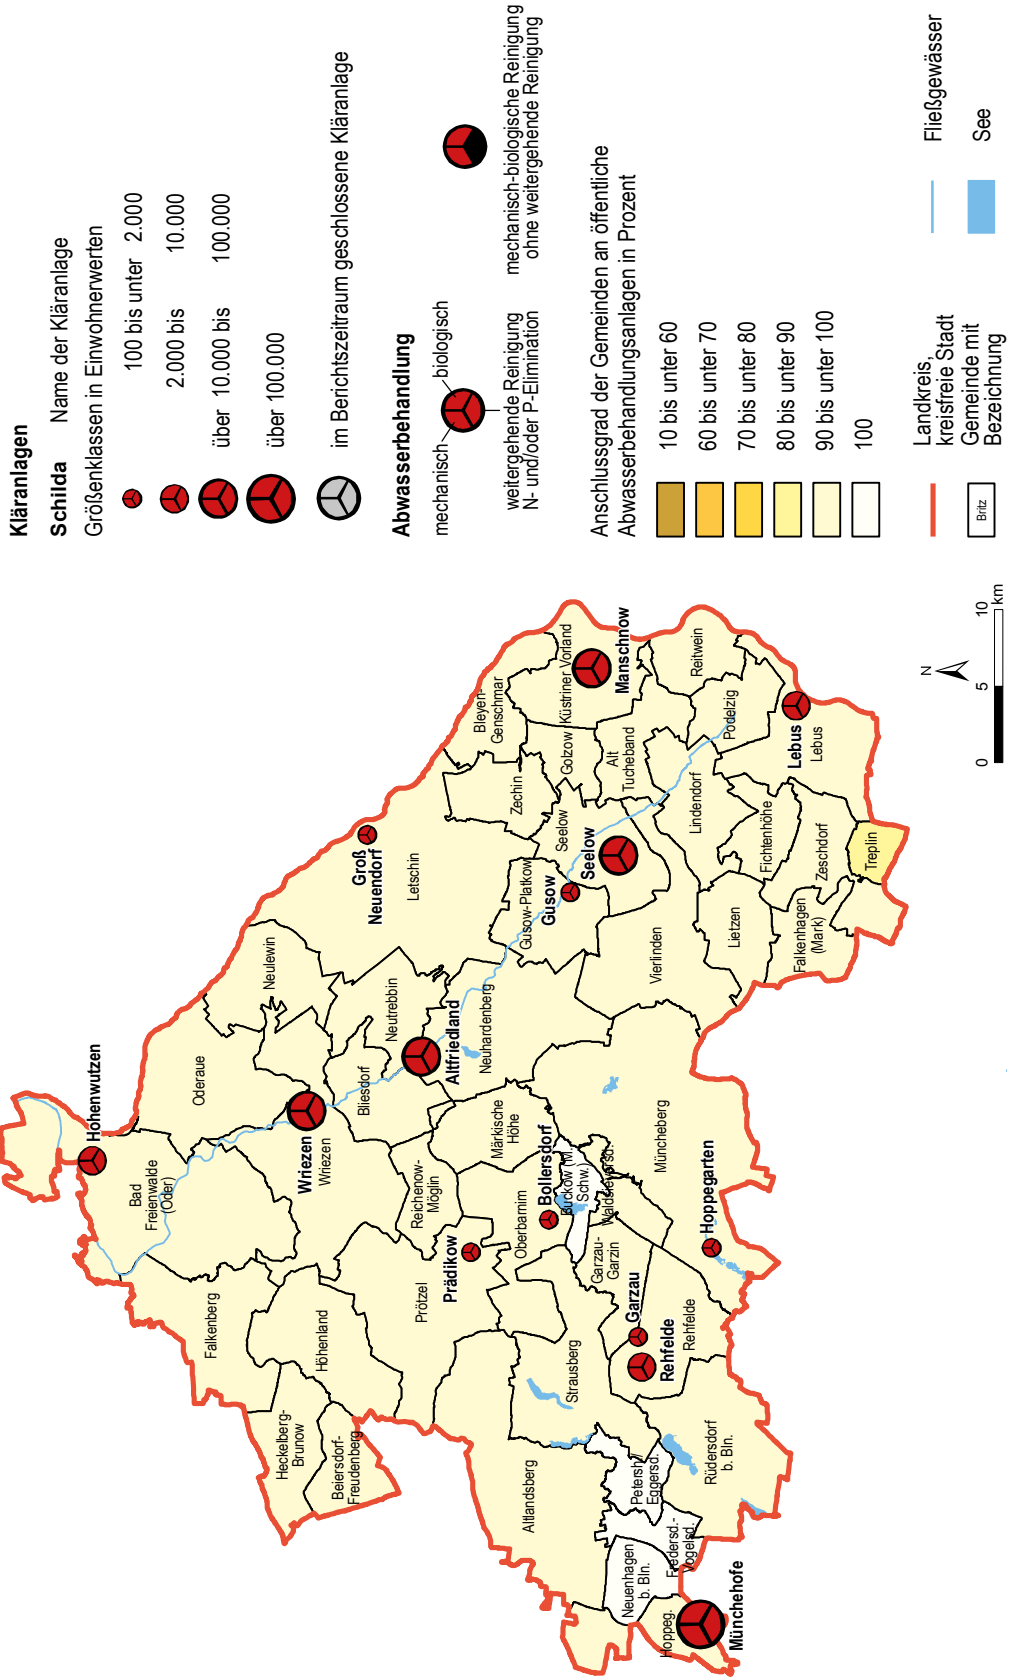 Kläranlagen
Schilda Name der Kläranlage
Größenklassen in Einwohnerwerten
100 bis unter 2.000
2.000 bis 10.000
über 10.000 bis 100.000
über 100.000
im Berichtszeitraum geschlossene Kläranlage
Abwasserbehandlung
mechanisch
biologisch
weitergehende Reinigung
N- und/oder P-Elimination
mechanisch-biologische Reinigung
ohne weitergehende Reinigung
Anschlussgrad der Gemeinden an öffentliche
Abwasserbehandlungsanlagen in Prozent
10 bis unter 60
60 bis unter 70
70 bis unter 80
80 bis unter 90
90 bis unter 100
100
Landkreis,
kreisfreie Stadt
Britz
Gemeinde mit
Bezeichnung
Fließgewässer
See
N
0 5 10
km
Hohenwutzen
Bad
Freienwalde
(Oder)
Oderaue
Falkenberg
Neulewin
Heckelberg-
Brunow
Höhenland
Wriezen
Wriezen
Beiersdorf-
Freudenberg
Bliesdorf
Groß
Neuendorf
Letschin
Neutrebbin
Prötzel
Reichenow-
Möglin
Prädikow
Altfriedland
Neuhardenberg
Märkische
Höhe
Bleyen-
Genschmar
Zechin
Gusow-Platkow
Gusow
Oberbarnim
Bollersdorf
Altlandsberg
Buckow (M.
Schw.)
Waldsieversd.
Golzow
Küstriner Vorland
Manschnow
Seelow
Seelow
Alt
Tucheband
Strausberg
Garzau-
Garzin
Garzau
Rehfelde
Rehfelde
Müncheberg
Vierlinden
Lindendorf
Reitwein
Podelzig
Petersh./
Eggersd.
Neuenhagen
b. Bln.
Fredersd.-
Vogelsd.
Hoppeg.
Münchehofe
Rüdersdorf
b. Bln.
Hoppegarten
Lietzen
Fichtenhöhe
Lebus
Lebus
Falkenhagen
(Mark)
Zeschdorf
Treplin